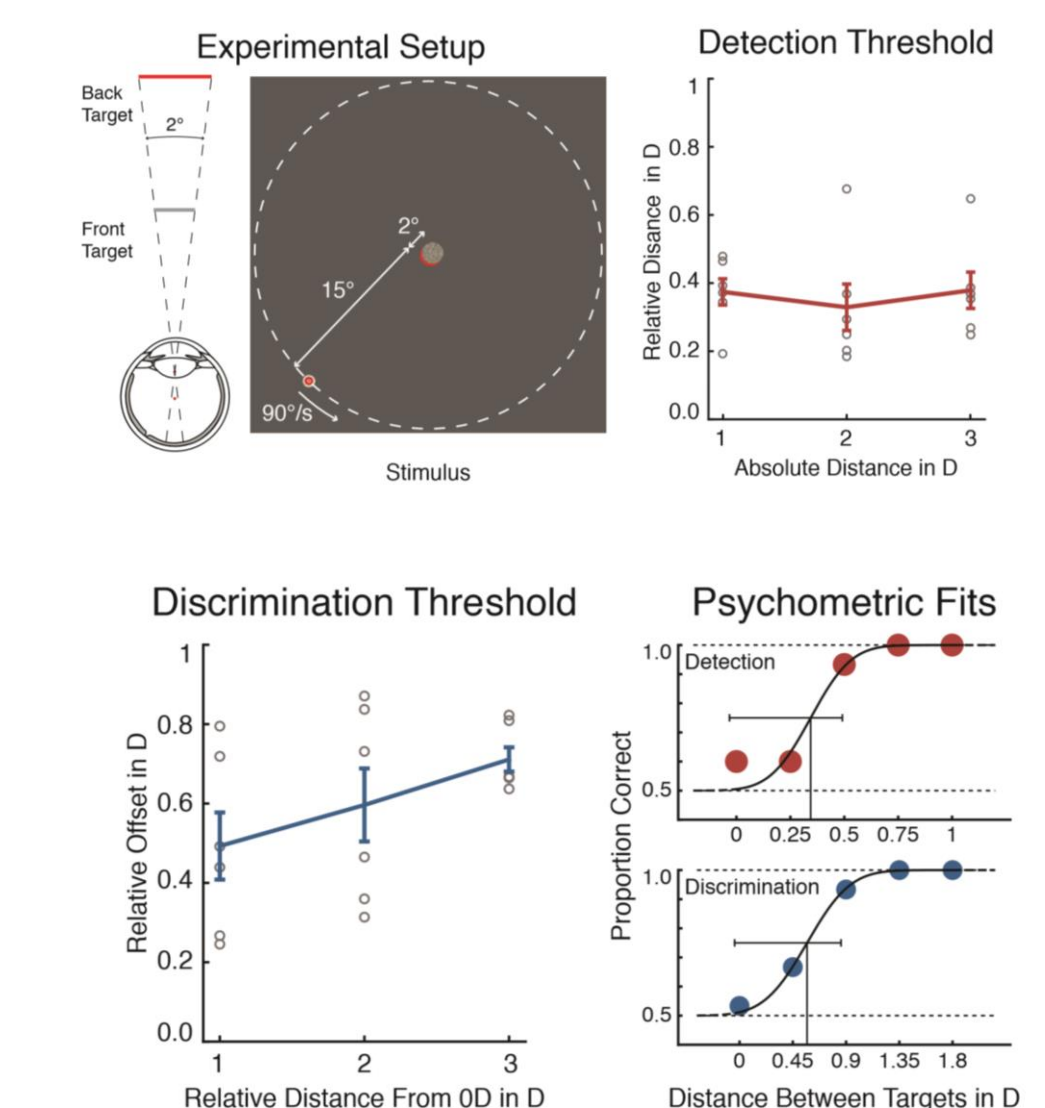 Experimental Setup
Back
Target
2°
Front
Target
2°
15°
90°/s
Stimulus
Detection Threshold
Relative Disance in D
1
0.8
0.6
0.4
0.2
0.0
1 2 3
Absolute Distance in D
Discrimination Threshold
Relative Offset in D
1
0.8
0.6
0.4
0.2
0.0
1 2 3
Relative Distance From 0D in D
Psychometric Fits
Proportion Correct
1.0
Detection
0.5
0 0.25 0.5 0.75 1
1.0
Discrimination
0.5
0 0.45 0.9 1.35 1.8
Distance Between Targets in D